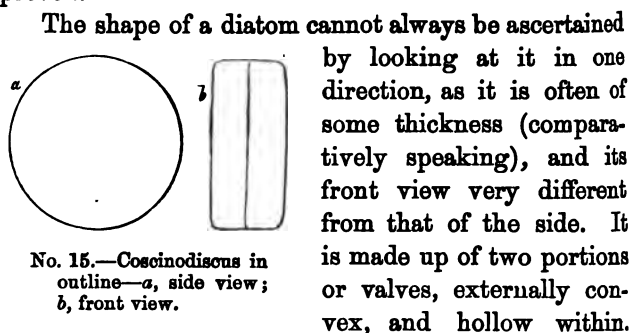 The shape of a diatom cannot always be ascertained
by looking at it in one
direction, as it is often of
some thickness (compara-
tively speaking), and its
front view very different
from that of the side. It
is made up of two portions
or valves, externally con-
vex, and hollow within.
a
b
No. 15.—Coscinodiscus in
outline—a, side view;
b, front view.